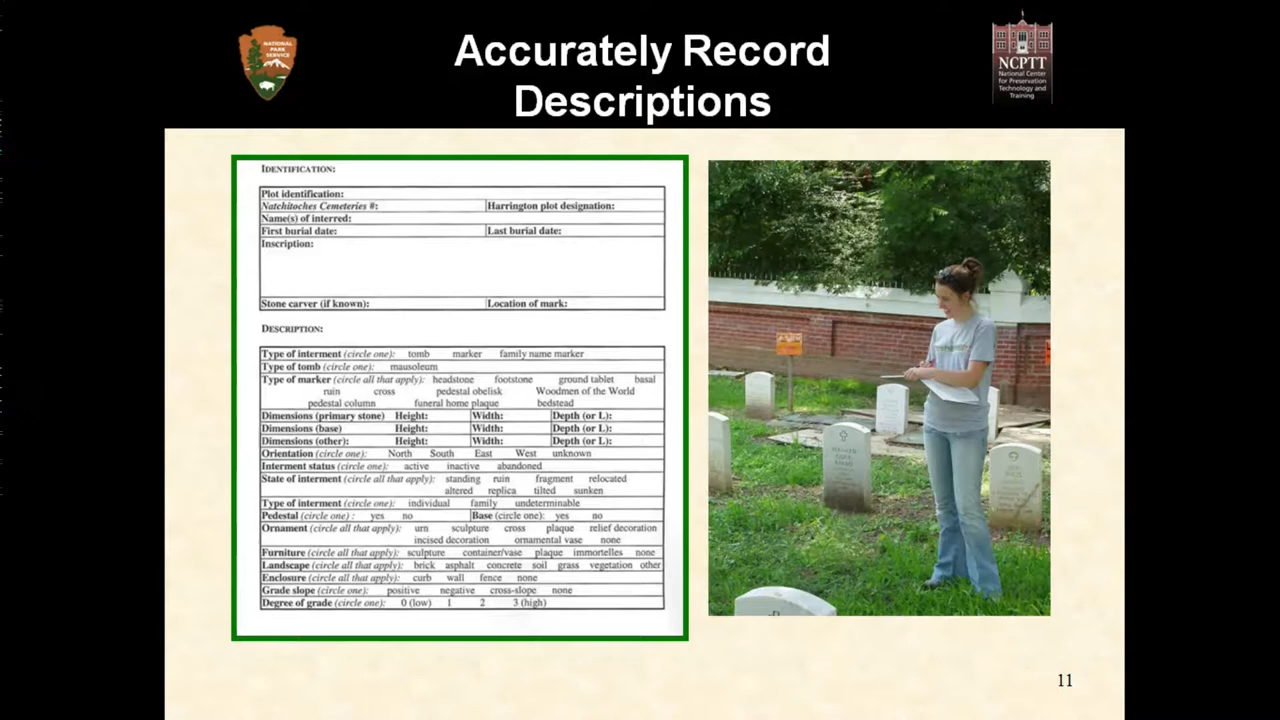 NATIONAL
PARK
SERVICE
Accurately Record
Descriptions
NCPTT
National Center
for Preservation
Technology and
Training
IDENTIFICATION:
Plot identification:
Natchitoches Cemeteries #: Harrington plot designation:
Name(s) of interred:
First burial date: Last burial date:
Inscription:
Stone carver (if known): Location of mark:
DESCRIPTION:
Type of interment (circle one): tomb marker family name marker
Type of tomb (circle one): mausoleum
Type of marker (circle all that apply): headstone footstone ground tablet basal
ruin cross pedestal obelisk Woodmen of the World
pedestal column funeral home plaque bedstead
Dimensions (primary stone) Height: Width: Depth (or L):
Dimensions (base) Height: Width: Depth (or L):
Dimensions (other): Height: Width: Depth (or L):
Orientation (circle one): North South East West unknown
Interment status (circle one): active inactive abandoned
State of interment (circle all that apply): standing ruin fragment relocated
altered replica tilted sunken
Type of interment (circle one): individual family undeterminable
Pedestal (circle one) : yes no Base (circle one): yes no
Ornament (circle all that apply): urn sculpture cross plaque relief decoration
incised decoration ornamental vase none
Furniture (circle all that apply): sculpture container/vase plaque immortelles none
Landscape (circle all that apply): brick asphalt concrete soil grass vegetation other
Enclosure (circle all that apply): curb wall fence none
Grade slope (circle one): positive negative cross-slope none
Degree of grade (circle one): 0 (low) 1 2 3 (high)
11